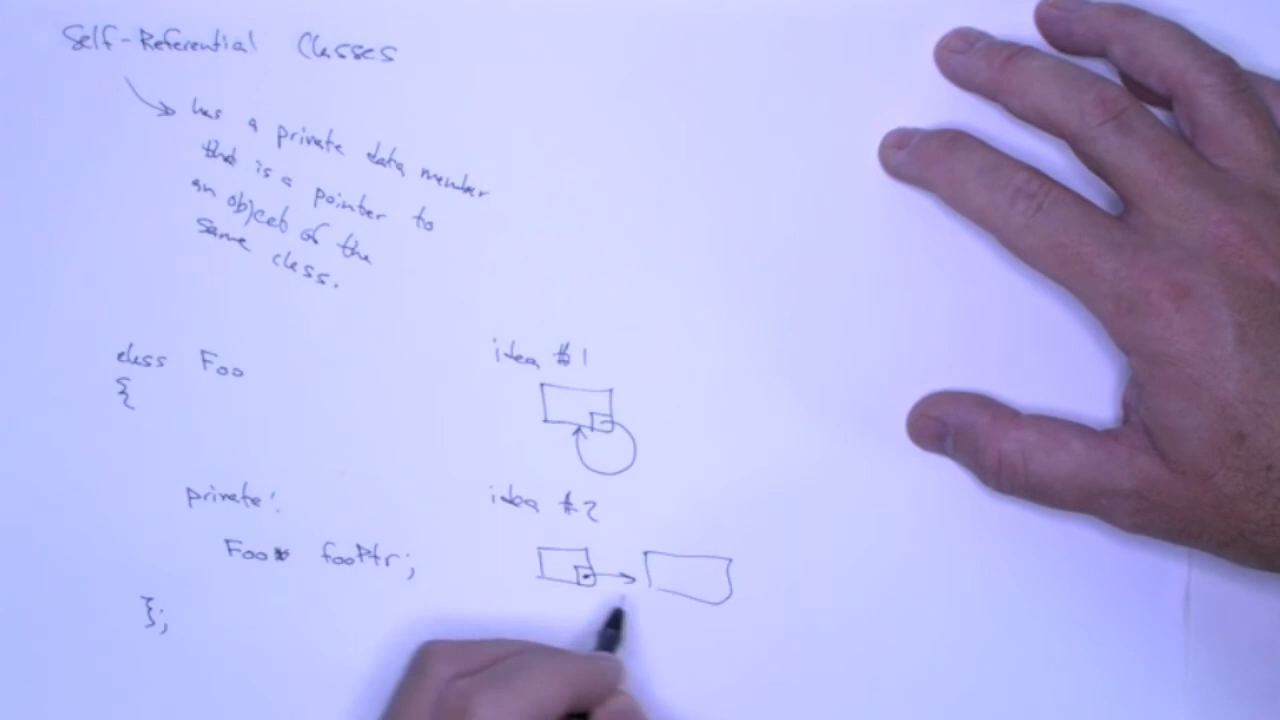 Self-Referential Classes
has a private data member
that is a pointer to
an object of the
same class.
class Foo
{
private:
Foo* fooPtr;
};
idea #1
idea #2